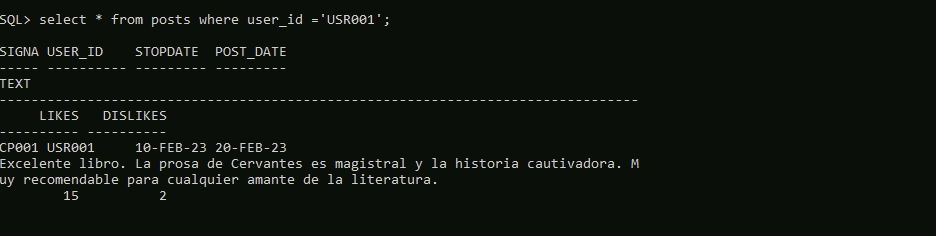 SQL> select * from posts where user_id ='USR001';
SIGNA USER_ID    STOPDATE  POST_DATE
----- ---------- --------- ---------
TEXT
--------------------------------------------------------------------------------
     LIKES   DISLIKES
---------- ----------
CP001 USR001     10-FEB-23 20-FEB-23
Excelente libro. La prosa de Cervantes es magistral y la historia cautivadora. M
uy recomendable para cualquier amante de la literatura.
        15          2